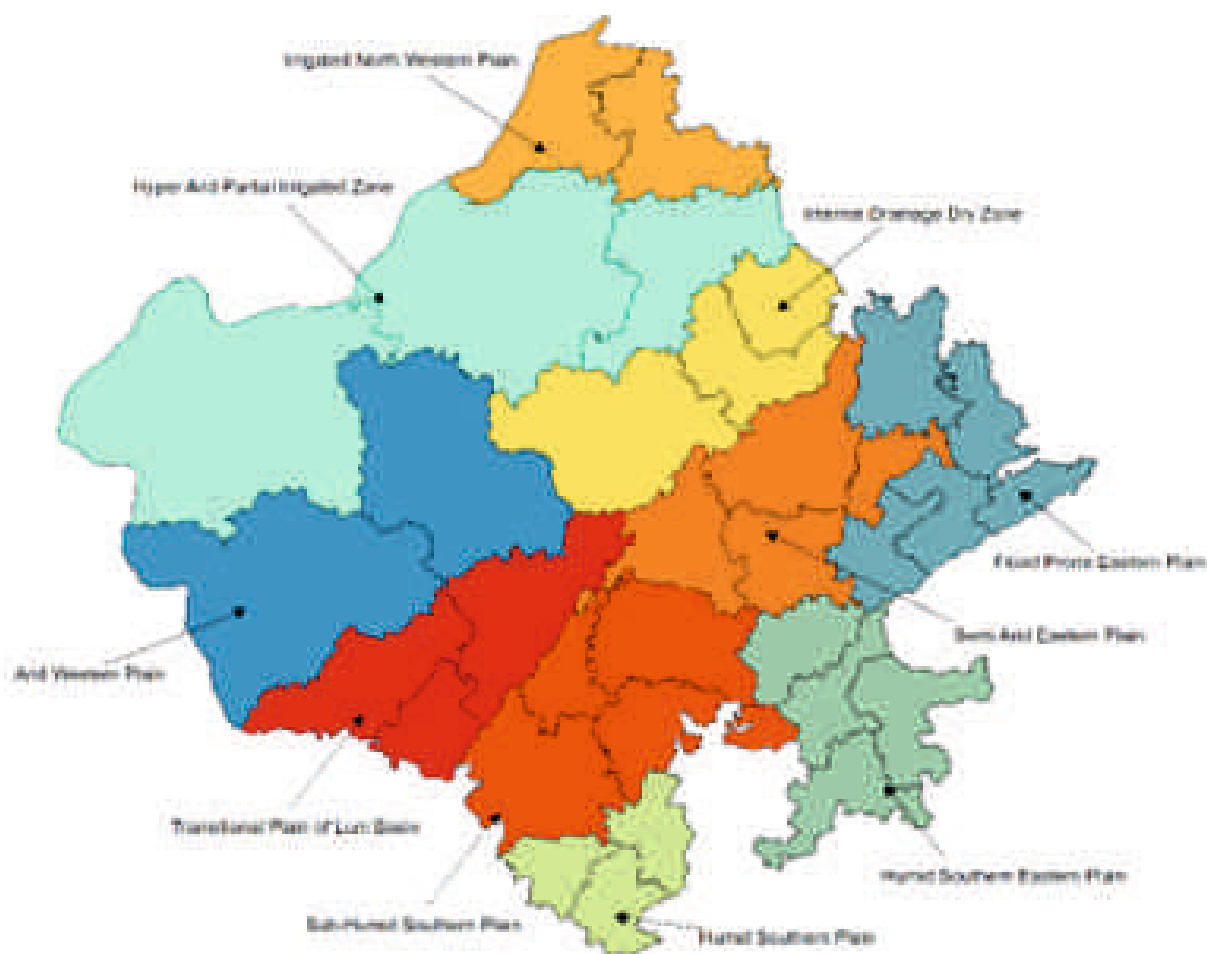 Irrigated North Western Plain
Hyper Arid Partial Irrigated Zone
Internal Drainage Dry Zone
Flood Prone Eastern Plain
Semi Arid Eastern Plain
Arid Western Plain
Transitional Plain of Luni Basin
Humid Southern Eastern Plain
Sub-Humid Southern Plain
Humid Southern Plain